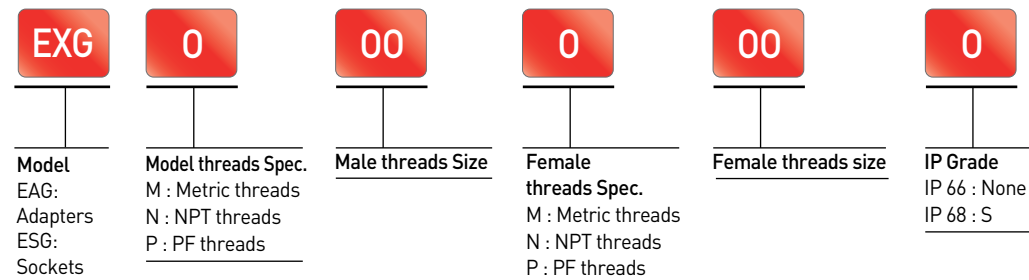 EXG 0 00 0 00 0
Model
EAG:
Adapters
ESG:
Sockets
Model threads Spec.
M : Metric threads
N : NPT threads
P : PF threads
Male threads Size
Female
threads Spec.
M : Metric threads
N : NPT threads
P : PF threads
Female threads size
IP Grade
IP 66 : None
IP 68 : S